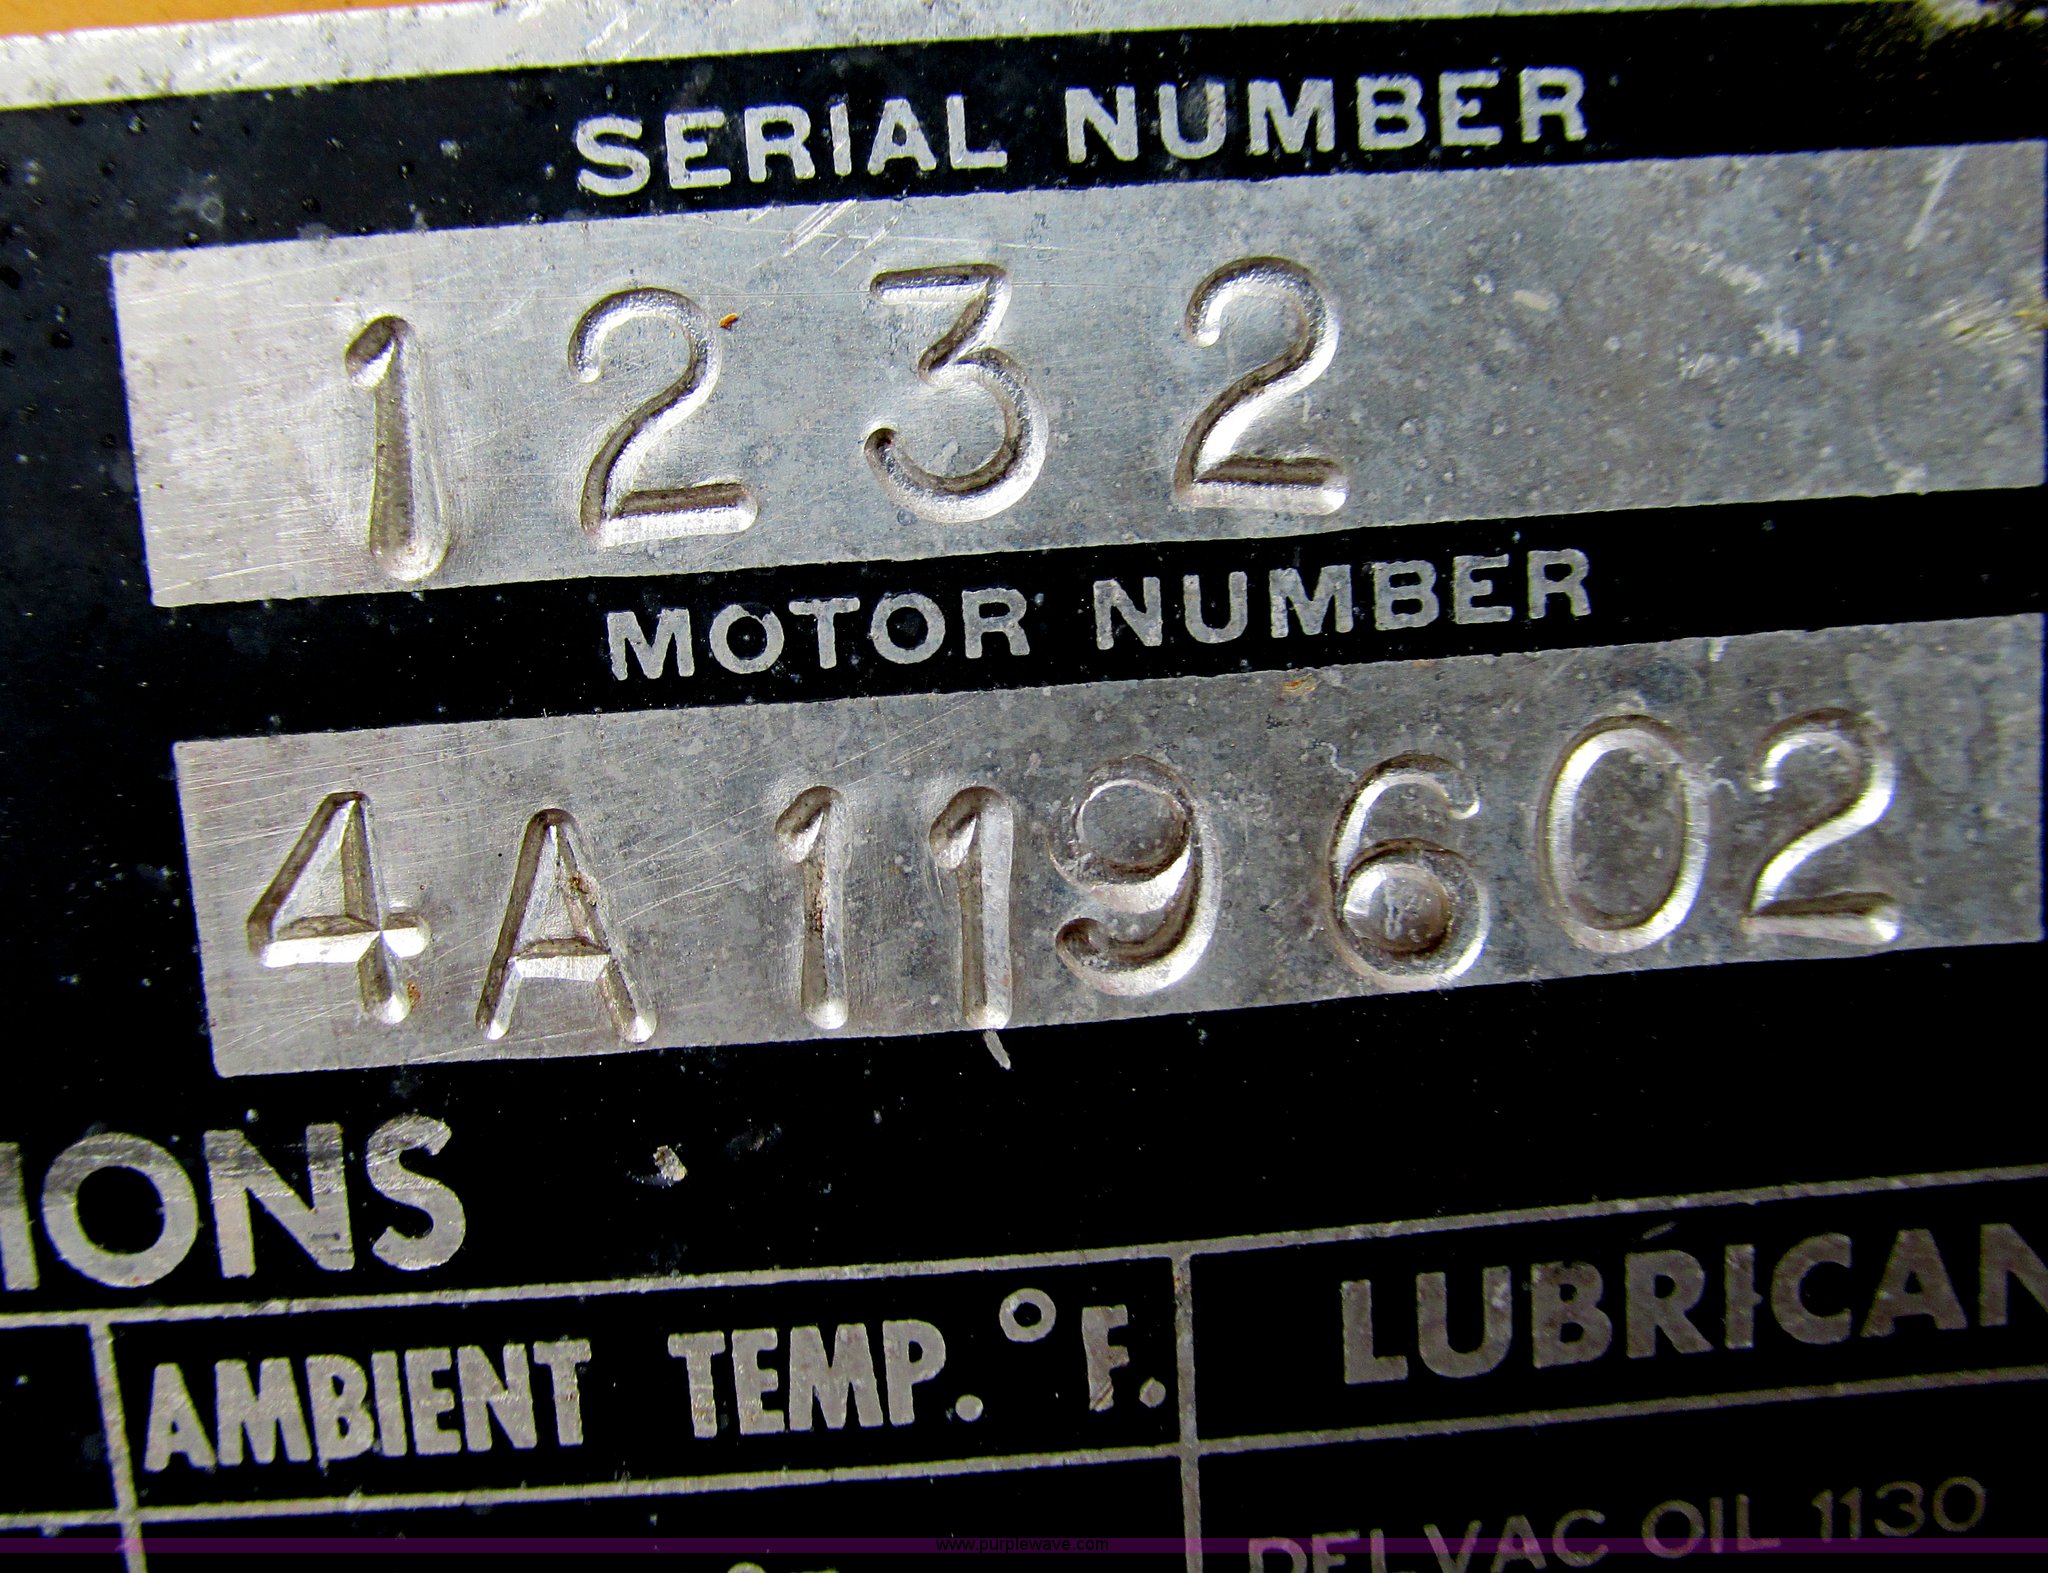 SERIAL NUMBER
1232
MOTOR NUMBER
4A119602
IONS
AMBIENT TEMP. °F.
LUBRICAN
DELVAC OIL 1130
www.purplewave.com